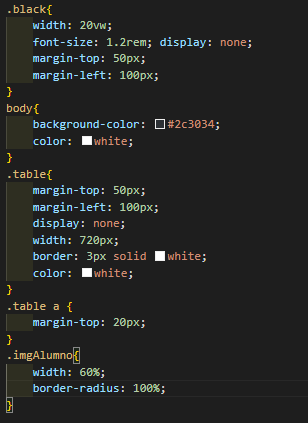 .black{
width: 20vw;
font-size: 1.2rem; display: none;
margin-top: 50px;
margin-left: 100px;
}
body{
background-color: #2c3034;
color: white;
}
.table{
margin-top: 50px;
margin-left: 100px;
display: none;
width: 720px;
border: 3px solid white;
color: white;
}
.table a {
margin-top: 20px;
}
.imgAlumno{
width: 60%;
border-radius: 100%;
}